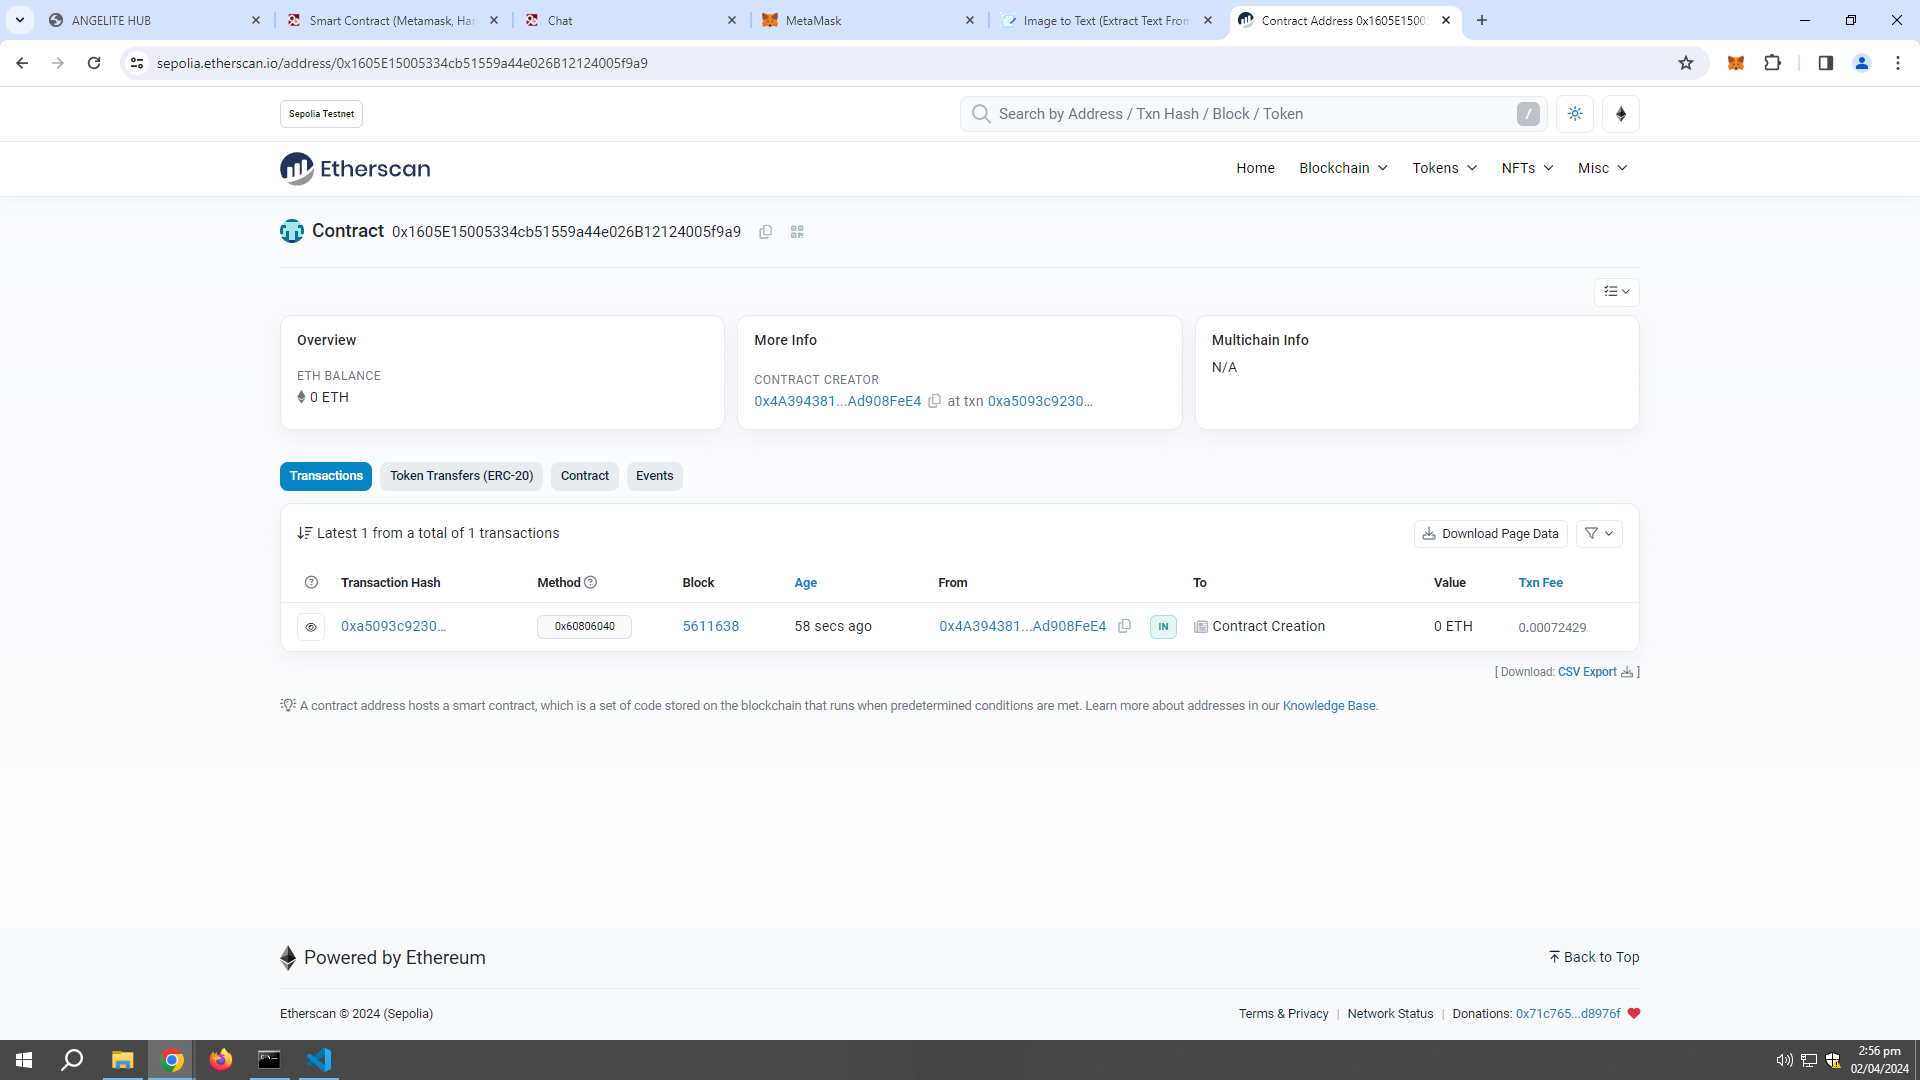 ANGELITE HUB
Smart Contract (Metamask, Har
Chat
MetaMask
Image to Text (Extract Text From
Contract Address 0x1605E15005
sepolia.etherscan.io/address/0x1605E15005334cb51559a44e026B12124005f9a9
Sepolia Testnet
Search by Address / Txn Hash / Block / Token
/
Etherscan
Home
Blockchain
Tokens
NFTs
Misc
Contract 0x1605E15005334cb51559a44e026B12124005f9a9
Overview
ETH BALANCE
0 ETH
More Info
CONTRACT CREATOR
0x4A394381...Ad908FeE4 at txn 0xa5093c9230...
Multichain Info
N/A
Transactions
Token Transfers (ERC-20)
Contract
Events
Latest 1 from a total of 1 transactions
Download Page Data
Transaction Hash Method Block Age From To Value Txn Fee
0xa5093c9230... 0x60806040 5611638 58 secs ago 0x4A394381...Ad908FeE4 IN Contract Creation 0 ETH 0.00072429
[ Download: CSV Export ]
A contract address hosts a smart contract, which is a set of code stored on the blockchain that runs when predetermined conditions are met. Learn more about addresses in our Knowledge Base.
Powered by Ethereum
Back to Top
Etherscan © 2024 (Sepolia)
Terms & Privacy | Network Status | Donations: 0x71c765...d8976f
2:56 pm
02/04/2024